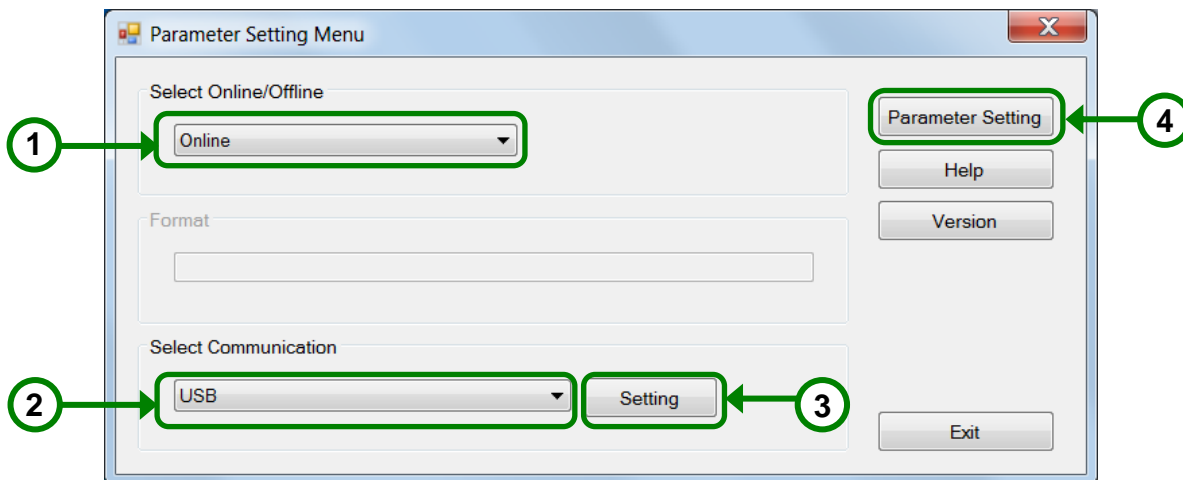 Parameter Setting Menu
X
Select Online/Offline
1
Online
Parameter Setting
4
Help
Format
Version
Select Communication
2
USB
Setting
3
Exit